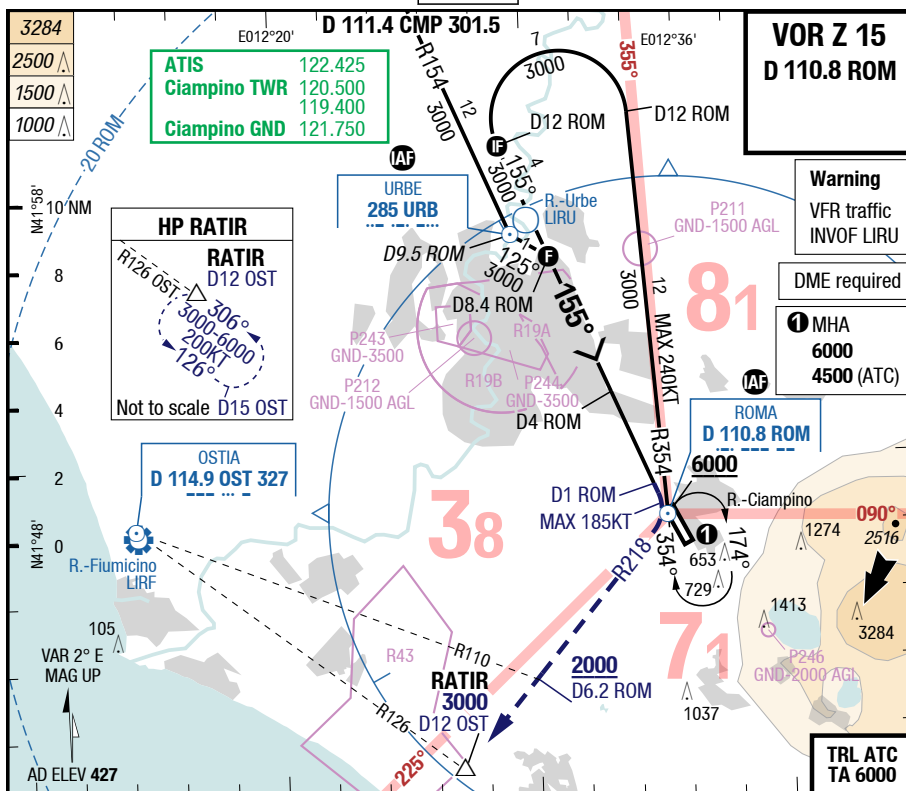 3284
2500
1500
1000
E012°20'
D 111.4 CMP 301.5
E012°36'
ATIS 122.425
Ciampino TWR 120.500
119.400
Ciampino GND 121.750
VOR Z 15
D 110.8 ROM
20 ROM
R154
12
3000
7
3000
355°
D12 ROM
D12 ROM
IF
IAF
4
155°
3000
URBE
285 URB
R.-Urbe
LIRU
Warning
VFR traffic
INVOF LIRU
P211
GND-1500 AGL
N41°58'
10 NM
HP RATIR
RATIR
D12 OST
R126 OST
306°
3000-6000
200KT
126°
Not to scale
D15 OST
D9.5 ROM
1
125°
3000
F
D8.4 ROM
155°
3000
12
81
DME required
1 MHA
6000
4500 (ATC)
8
6
4
2
0
P243
GND-3500
R19A
P212
GND-1500 AGL
R19B
P244
GND-3500
MAX 240KT
D4 ROM
IAF
ROMA
D 110.8 ROM
R354
OSTIA
D 114.9 OST 327
6000
D1 ROM
MAX 185KT
R.-Ciampino
38
090°
2516
1274
N41°48'
R.-Fiumicino
LIRF
R218
354°
1
653
174°
729
1413
3284
71
105
VAR 2° E
MAG UP
R43
R110
RATIR
3000
D12 OST
2000
D6.2 ROM
P246
GND-2000 AGL
R126
1037
225°
AD ELEV 427
TRL ATC
TA 6000